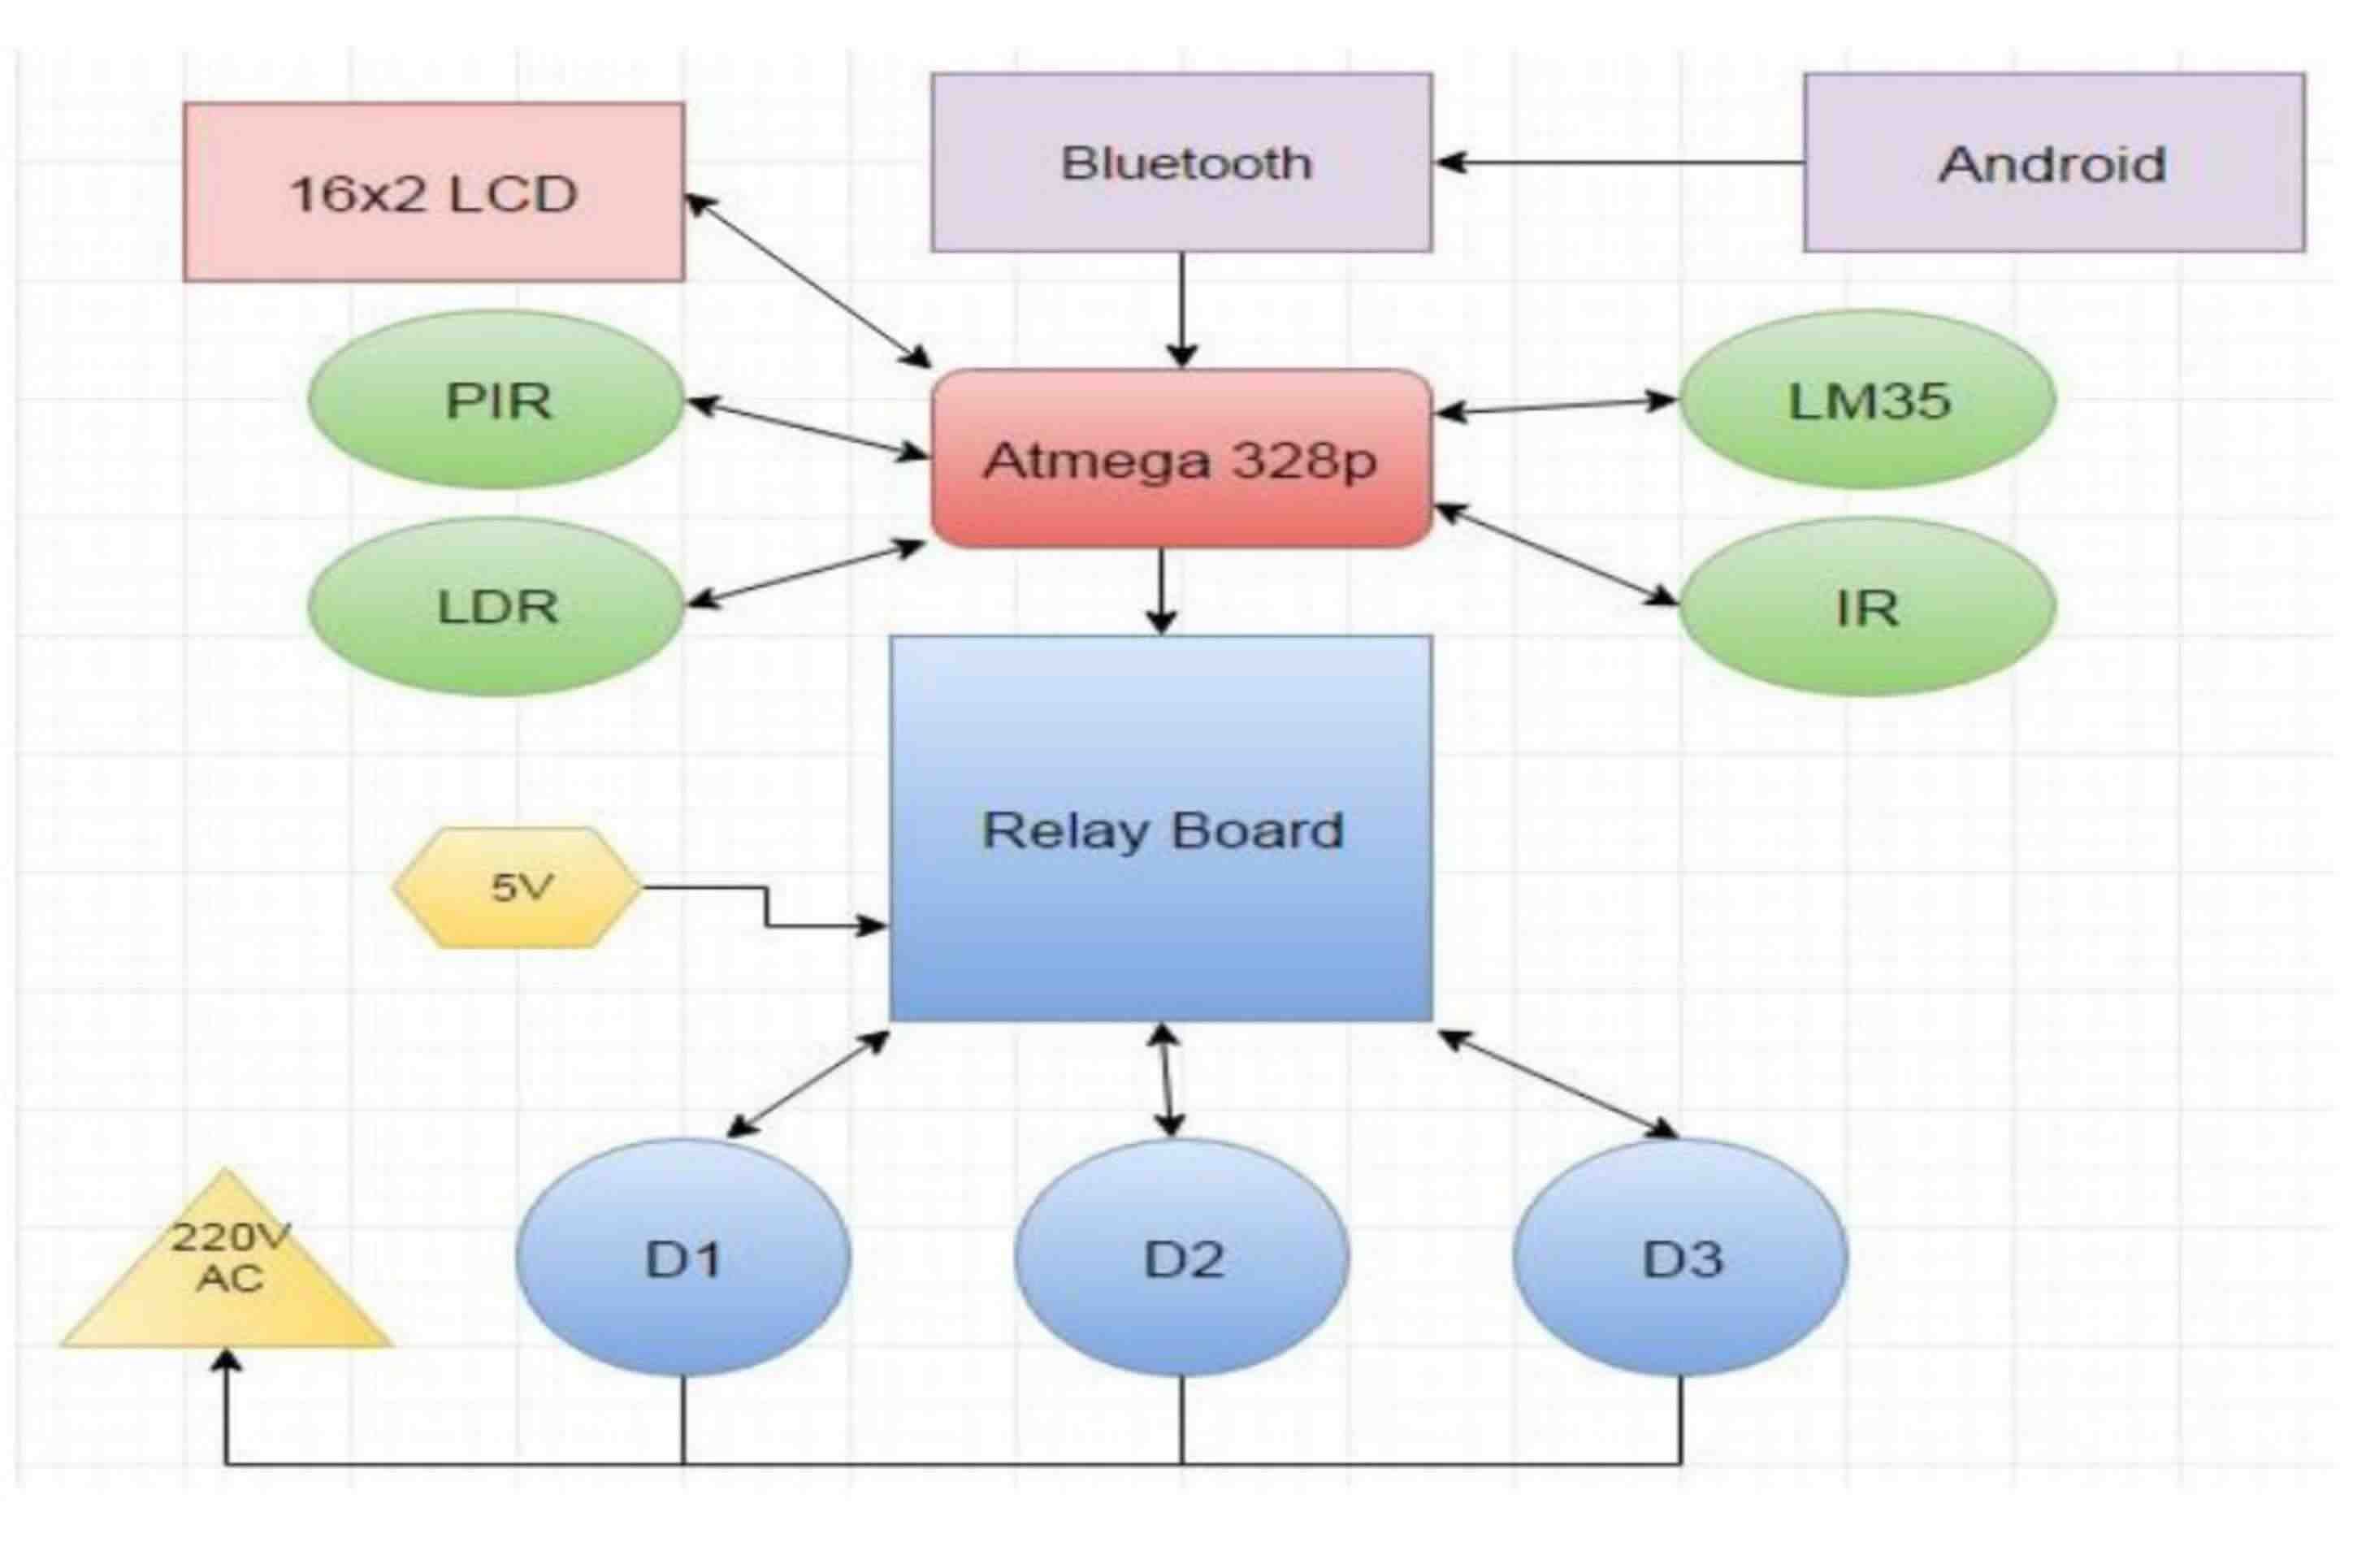 16x2 LCD
Bluetooth
Android
PIR
Atmega 328p
LM35
LDR
IR
Relay Board
5V
220V
AC
D1
D2
D3